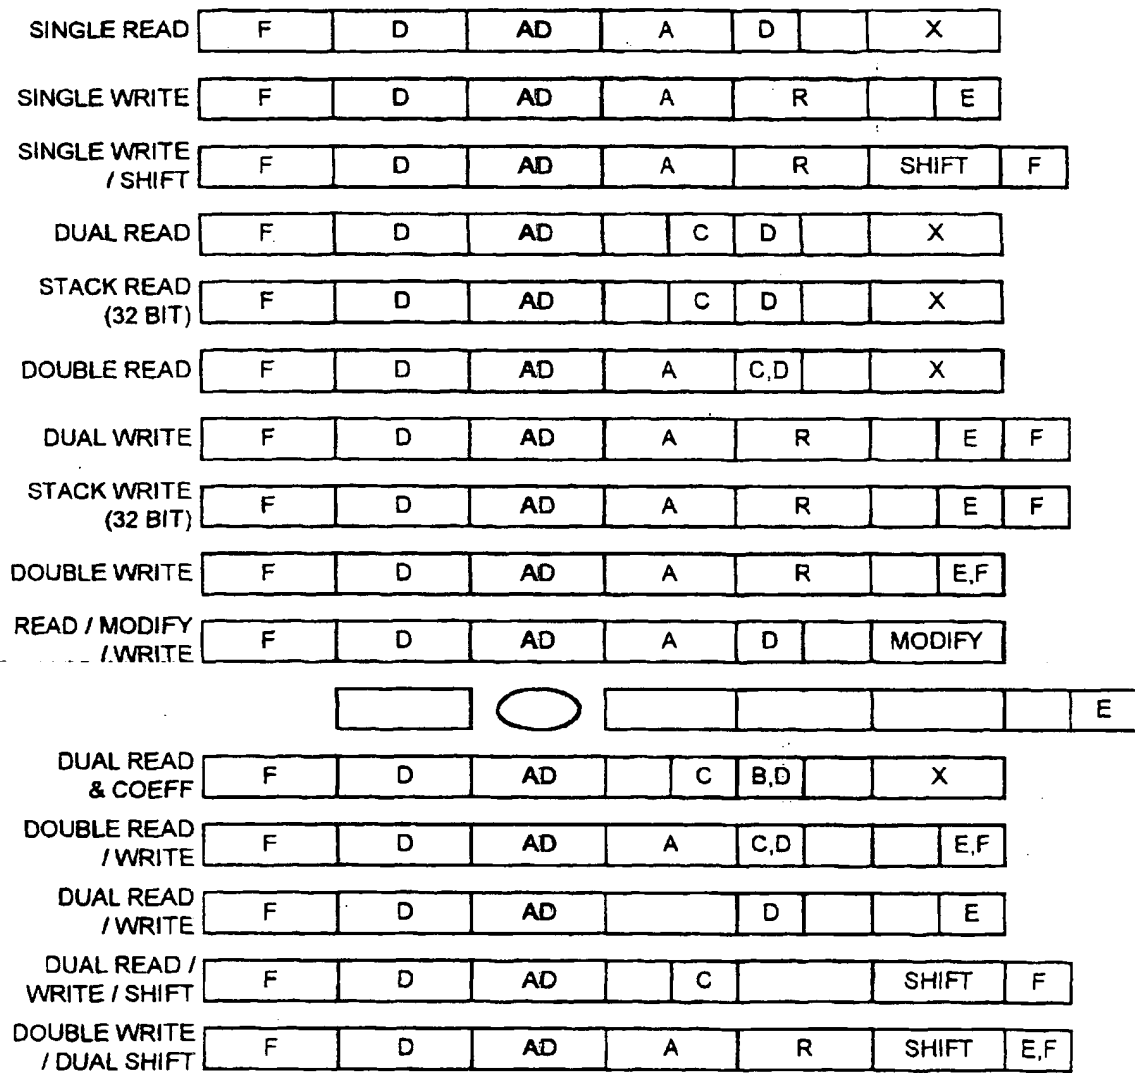 SINGLE READ F D AD A D X
SINGLE WRITE F D AD A R E
SINGLE WRITE
/ SHIFT F D AD A R SHIFT F
DUAL READ F D AD C D X
STACK READ
(32 BIT) F D AD C D X
DOUBLE READ F D AD A C,D X
DUAL WRITE F D AD A R E F
STACK WRITE
(32 BIT) F D AD A R E F
DOUBLE WRITE F D AD A R E,F
READ / MODIFY
/ WRITE F D AD A D MODIFY
E
DUAL READ
& COEFF F D AD C B,D X
DOUBLE READ
/ WRITE F D AD A C,D E,F
DUAL READ
/ WRITE F D AD D E
DUAL READ /
WRITE / SHIFT F D AD C SHIFT F
DOUBLE WRITE
/ DUAL SHIFT F D AD A R SHIFT E,F